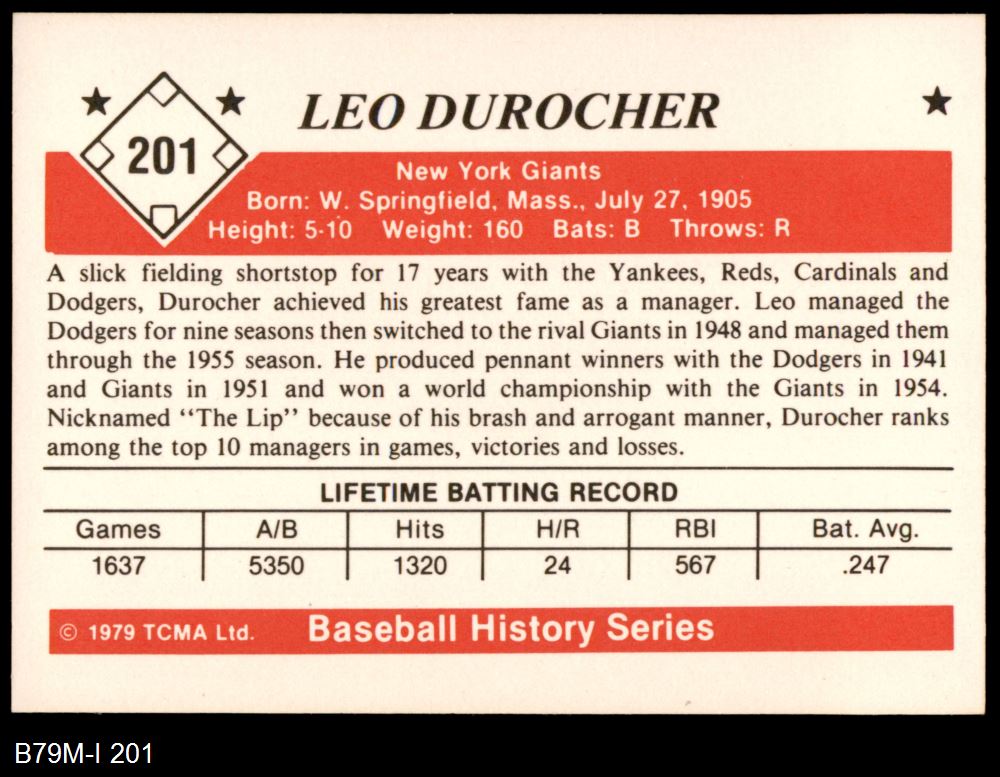 201
LEO DUROCHER
New York Giants
Born: W. Springfield, Mass., July 27, 1905
Height: 5-10 Weight: 160 Bats: B Throws: R
A slick fielding shortstop for 17 years with the Yankees, Reds, Cardinals and
Dodgers, Durocher achieved his greatest fame as a manager. Leo managed the
Dodgers for nine seasons then switched to the rival Giants in 1948 and managed them
through the 1955 season. He produced pennant winners with the Dodgers in 1941
and Giants in 1951 and won a world championship with the Giants in 1954.
Nicknamed “The Lip” because of his brash and arrogant manner, Durocher ranks
among the top 10 managers in games, victories and losses.
LIFETIME BATTING RECORD
Games A/B Hits H/R RBI Bat. Avg.
1637 5350 1320 24 567 .247
© 1979 TCMA Ltd. Baseball History Series
B79M-I 201